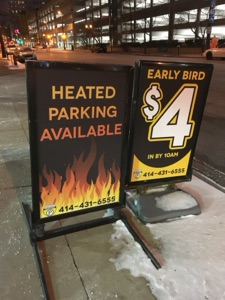 HEATED
PARKING
AVAILABLE
414-431-6555
EARLY BIRD
$4
IN BY 10AM
414-431-6555